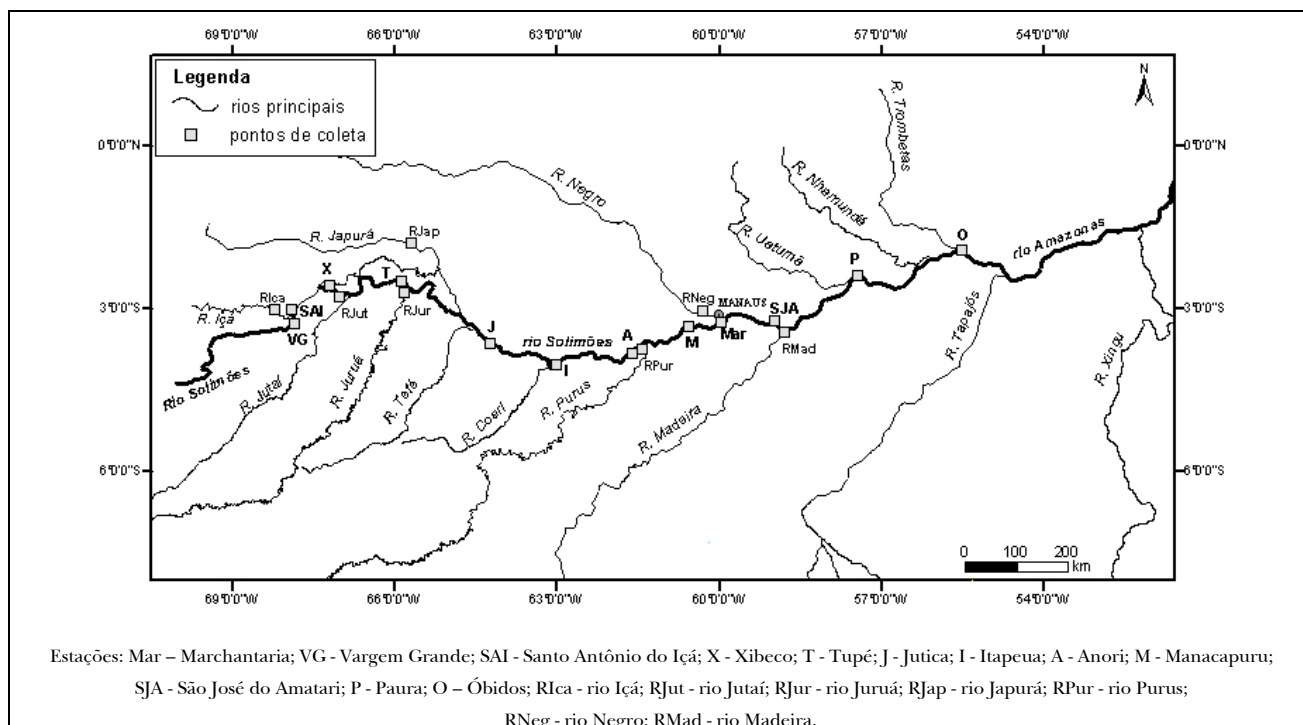 69°0'0"W 66°0'0"W 63°0'0"W 60°0'0"W 57°0'0"W 54°0'0"W
Legenda
rios principais
pontos de coleta
N
0°0'0"N
0°0'0"N
R. Trombetas
R. Nhamundá
R. Negro
R. Uatumã
R. Japurá
RJap
O
rio Amazonas
X
T
P
RIca
SAI
RJut
RJur
3°0'0"S
3°0'0"S
R. Içá
VG
RNeg
MANAUS
SJA
M
Mar
RMad
J
rio Solimões
A
I
RPur
Rio Solimões
R. Jutaí
R. Juruá
R. Tefé
R. Coari
R. Purus
R. Madeira
R. Tapajós
R. Xingu
6°0'0"S
6°0'0"S
0 100 200
km
69°0'0"W 66°0'0"W 63°0'0"W 60°0'0"W 57°0'0"W 54°0'0"W
Estações: Mar – Marchantaria; VG - Vargem Grande; SAI - Santo Antônio do Içá; X - Xibeco; T - Tupé; J - Jutica; I - Itapeua; A - Anori; M - Manacapuru;
SJA - São José do Amatari; P - Paura; O – Óbidos; RIca - rio Içá; RJut - rio Jutaí; RJur - rio Juruá; RJap - rio Japurá; RPur - rio Purus;
RNeg - rio Negro; RMad - rio Madeira.